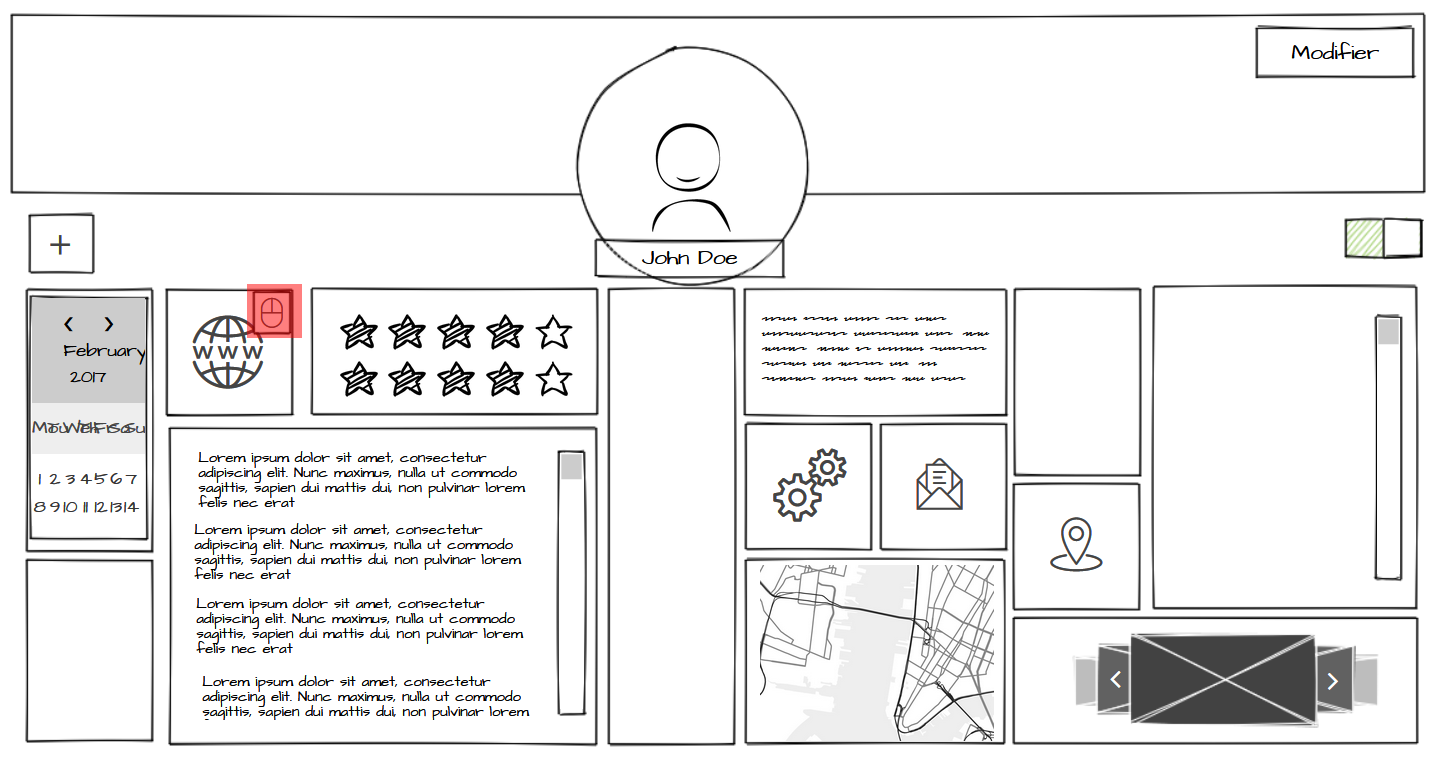 Modifier
John Doe
+
< >
February
2017
1 2 3 4 5 6 7
8 9 10 11 12 13 14
WWW
Lorem ipsum dolor sit amet, consectetur
adipiscing elit. Nunc maximus, nulla ut commodo
sagittis, sapien dui mattis dui, non pulvinar lorem
felis nec erat
Lorem ipsum dolor sit amet, consectetur
adipiscing elit. Nunc maximus, nulla ut commodo
sagittis, sapien dui mattis dui, non pulvinar lorem
felis nec erat
Lorem ipsum dolor sit amet, consectetur
adipiscing elit. Nunc maximus, nulla ut commodo
sagittis, sapien dui mattis dui, non pulvinar lorem
felis nec erat
Lorem ipsum dolor sit amet, consectetur
adipiscing elit. Nunc maximus, nulla ut commodo
sagittis, sapien dui mattis dui, non pulvinar lorem